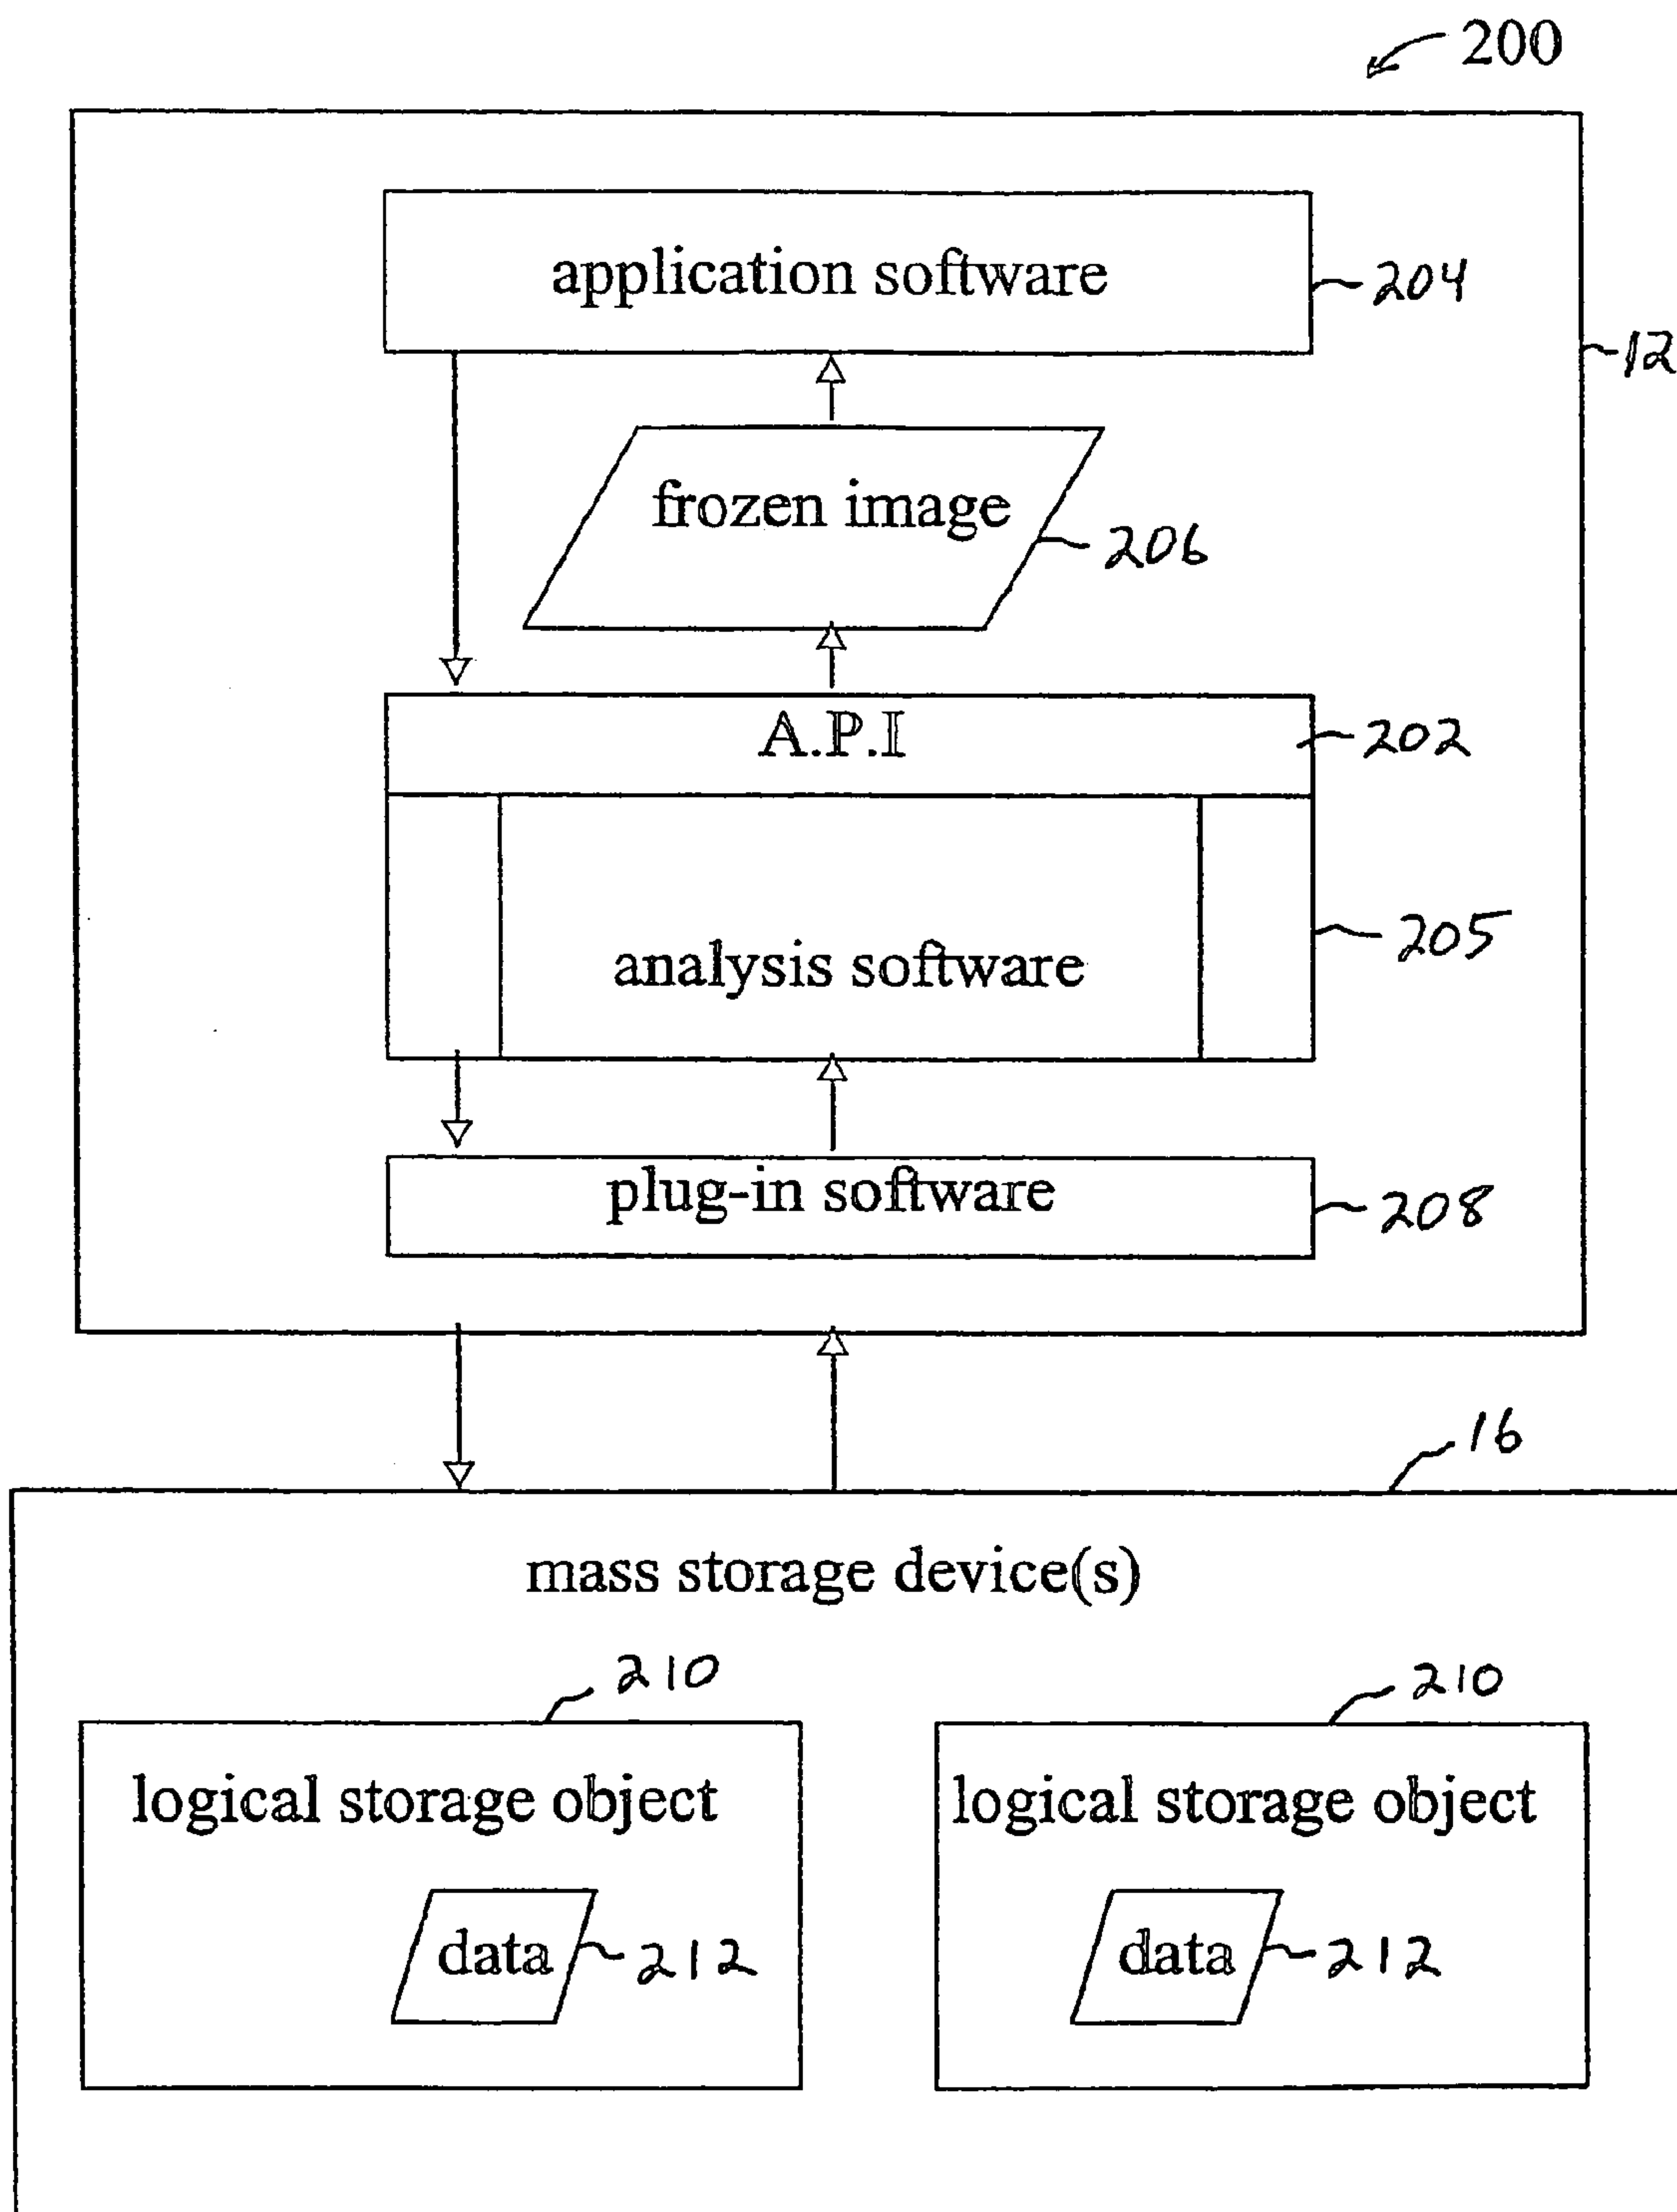 200
application software
204
12
frozen image
206
A.P.I
202
analysis software
205
plug-in software
208
16
mass storage device(s)
210
210
logical storage object
logical storage object
data
212
data
212